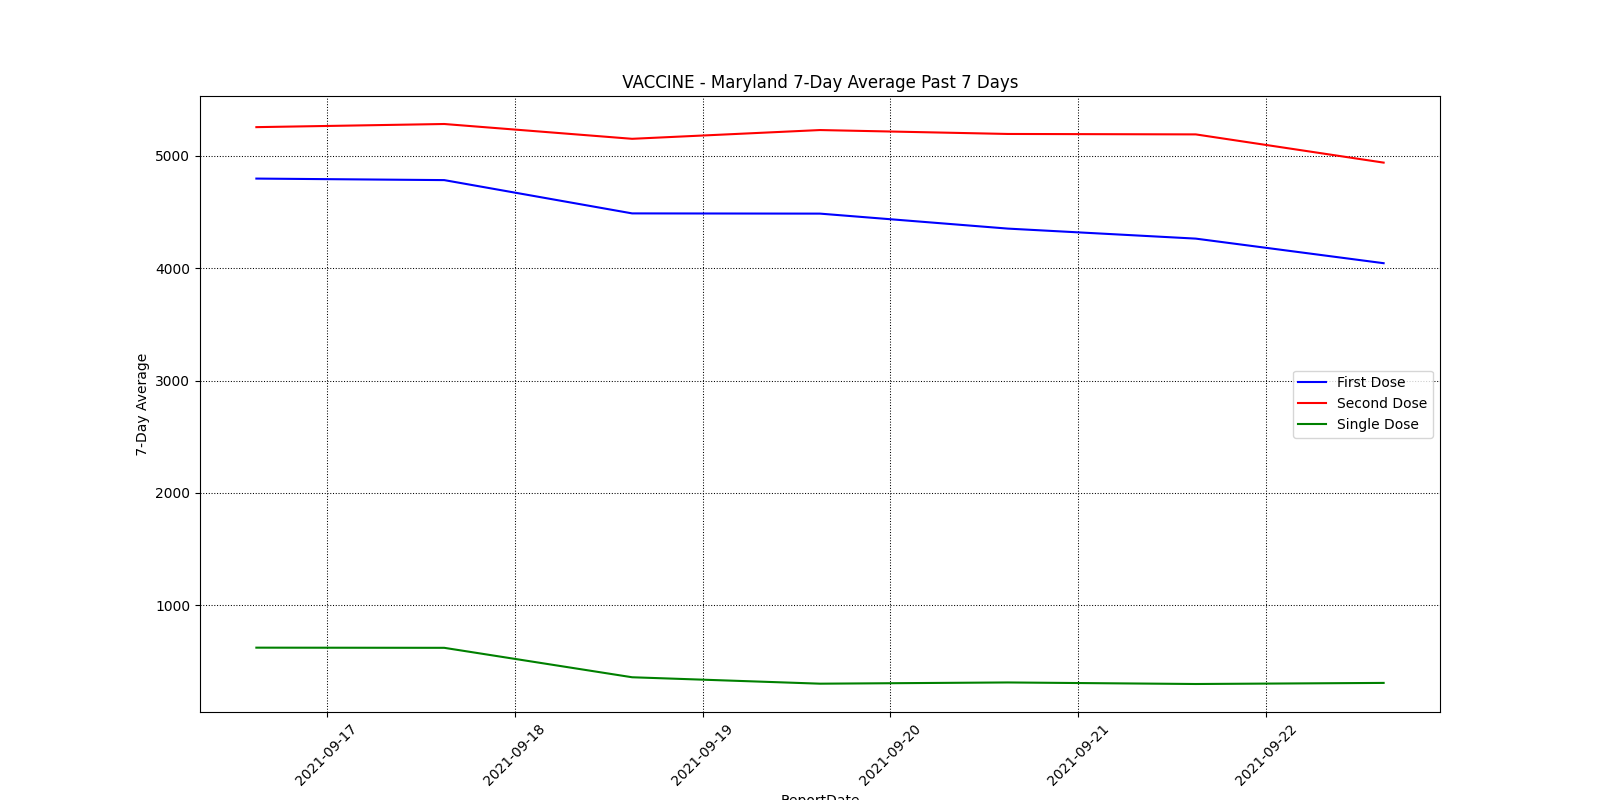 VACCINE - Maryland 7-Day Average Past 7 Days
7-Day Average
5000
4000
3000
2000
1000
First Dose
Second Dose
Single Dose
2021-09-17
2021-09-18
2021-09-19
2021-09-20
2021-09-21
2021-09-22
ReportDate